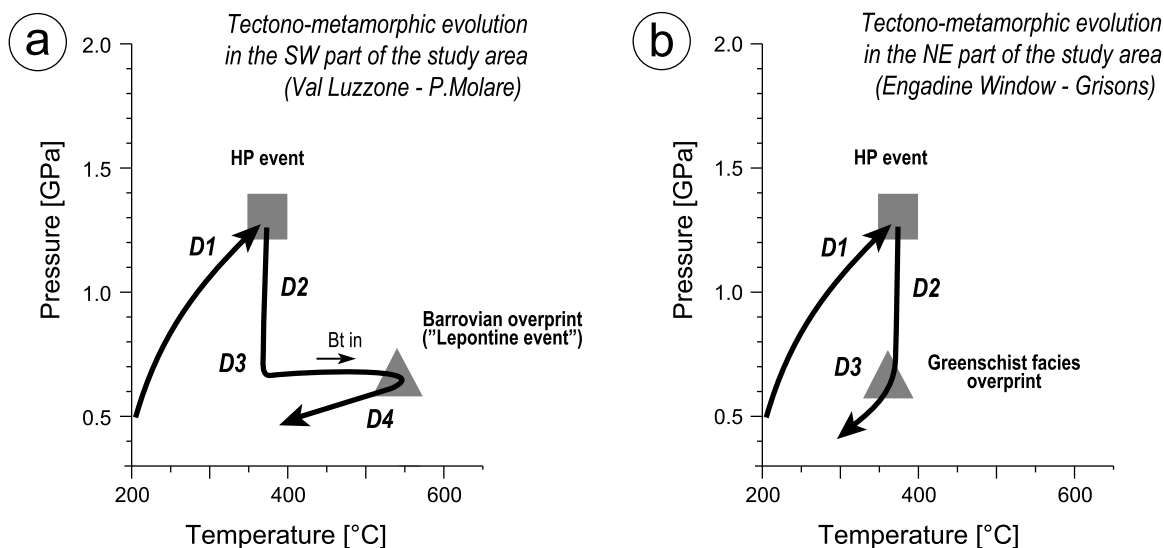 a
Tectono-metamorphic evolution
in the SW part of the study area
(Val Luzzone - P.Molare)
2.0
1.5
1.0
0.5
Pressure [GPa]
HP event
D1
D2
D3
Bt in
Barrovian overprint
("Lepontine event")
D4
200
400
600
Temperature [°C]
b
Tectono-metamorphic evolution
in the NE part of the study area
(Engadine Window - Grisons)
2.0
1.5
1.0
0.5
Pressure [GPa]
HP event
D1
D2
D3
Greenschist facies
overprint
200
400
600
Temperature [°C]